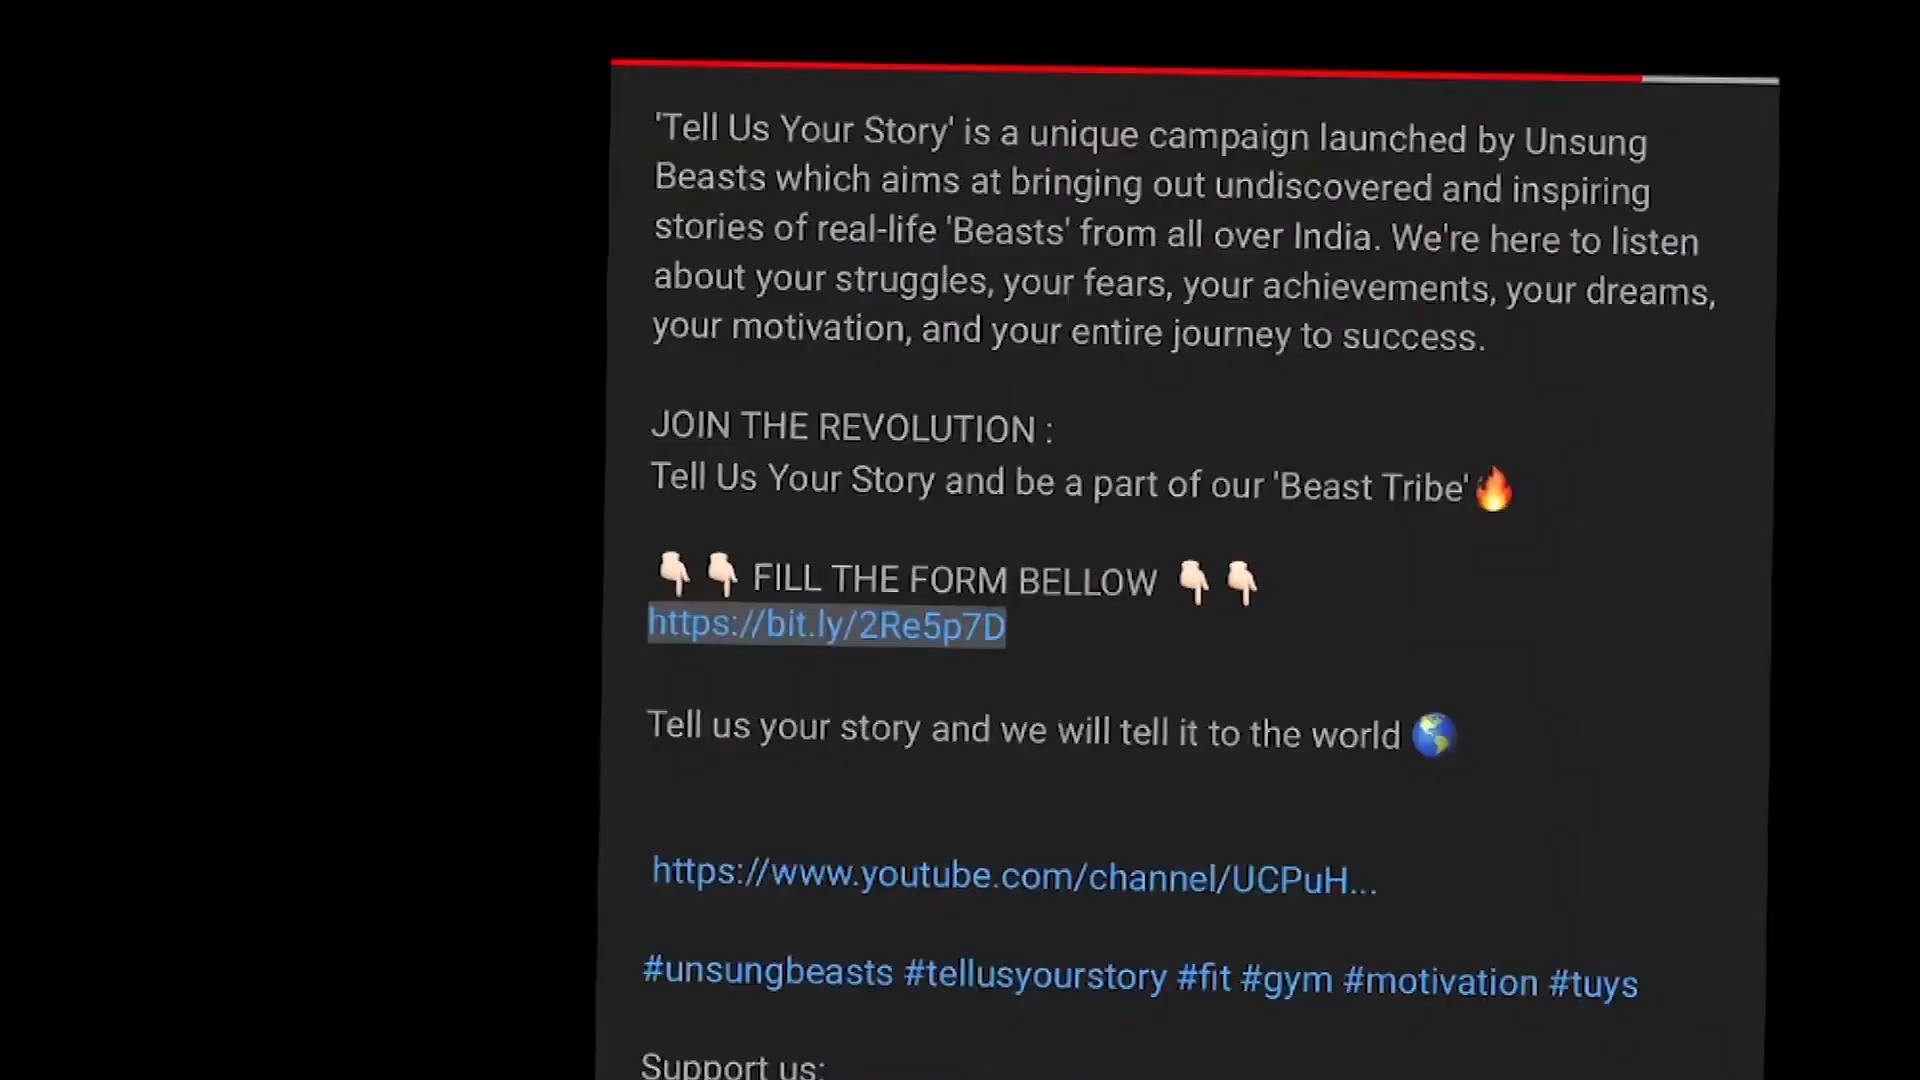 'Tell Us Your Story' is a unique campaign launched by Unsung
Beasts which aims at bringing out undiscovered and inspiring
stories of real-life 'Beasts' from all over India. We're here to listen
about your struggles, your fears, your achievements, your dreams,
your motivation, and your entire journey to success.
JOIN THE REVOLUTION :
Tell Us Your Story and be a part of our 'Beast Tribe'🔥
👇🏻👇🏻 FILL THE FORM BELLOW 👇🏻👇🏻
https://bit.ly/2Re5p7D
Tell us your story and we will tell it to the world 🌎
https://www.youtube.com/channel/UCPuH...
#unsungbeasts #tellusyourstory #fit #gym #motivation #tuys
Support us: